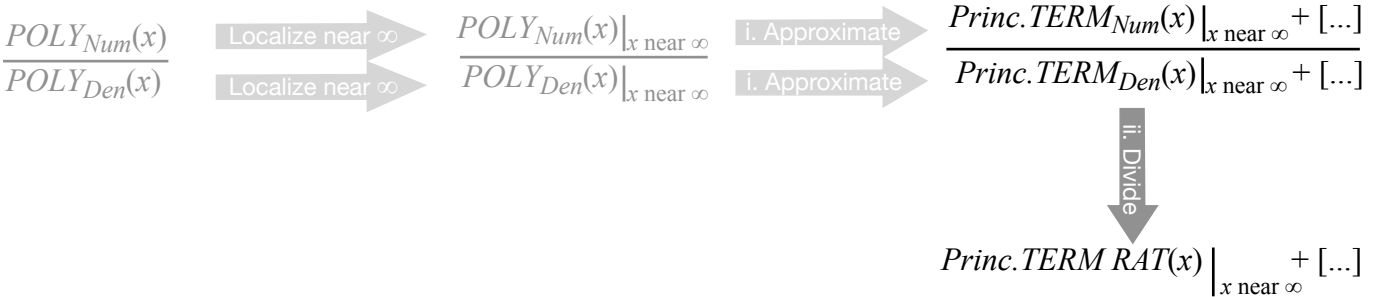 POLY_Num(x) Localize near ∞ POLY_Num(x)|x near ∞ i. Approximate Princ.TERM_Num(x)|x near ∞ + [...]
POLY_Den(x) Localize near ∞ POLY_Den(x)|x near ∞ i. Approximate Princ.TERM_Den(x)|x near ∞ + [...]
ii. Divide
Princ.TERM RAT(x)|x near ∞ + [...]